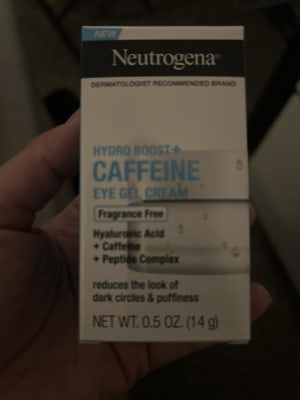 NEW
Neutrogena®
DERMATOLOGIST RECOMMENDED BRAND
HYDRO BOOST+
CAFFEINE
EYE GEL CREAM
Fragrance Free
Hyaluronic Acid
+ Caffeine
+ Peptide Complex
reduces the look of
dark circles & puffiness
NET WT. 0.5 OZ. (14 g)